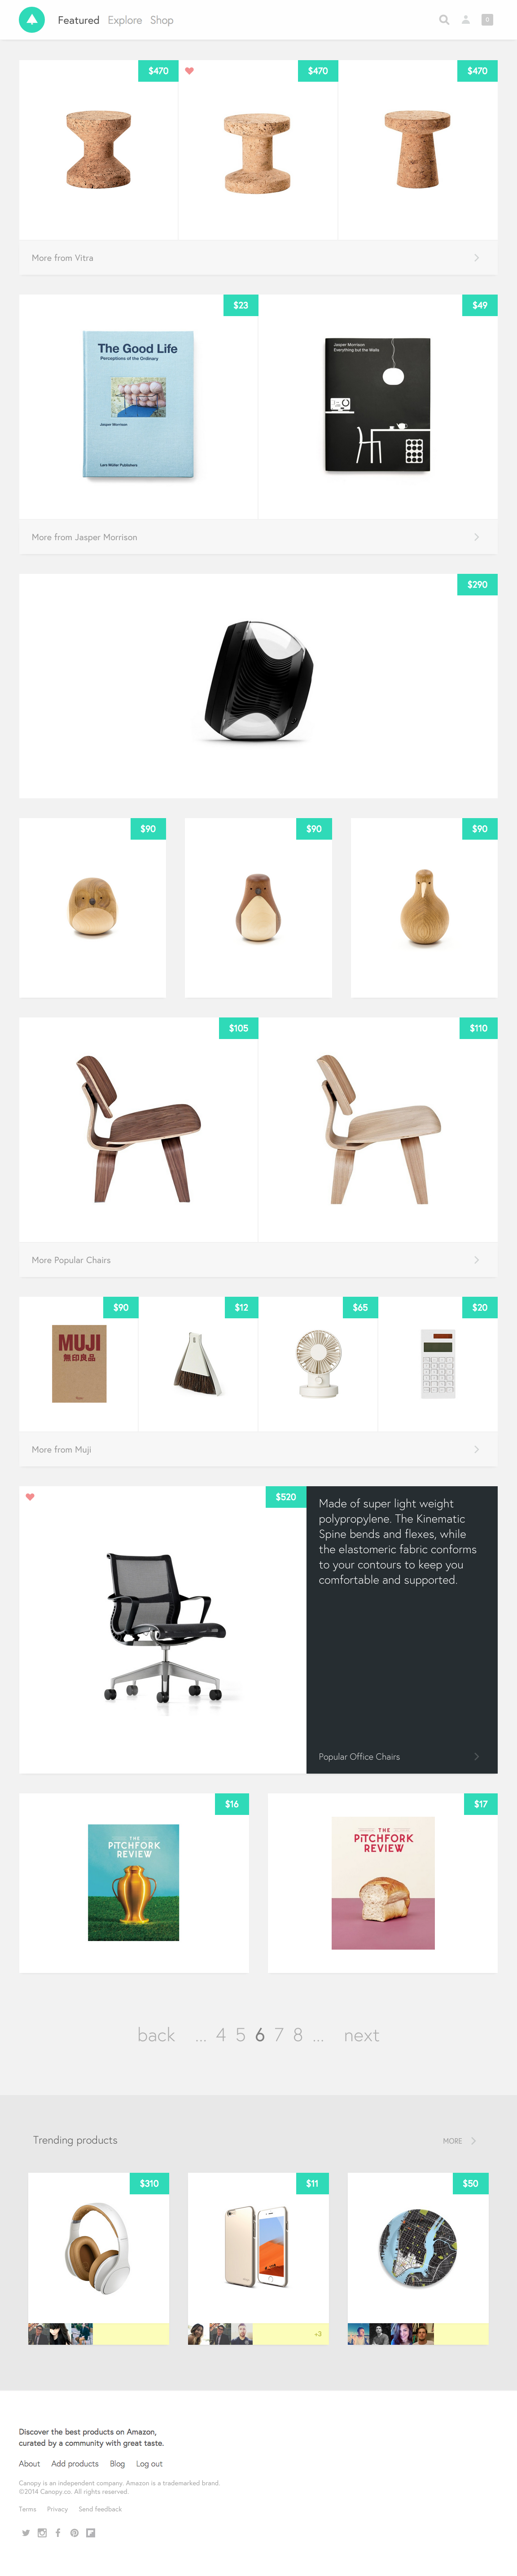 Featured Explore Shop
0
$470 $470 $470
More from Vitra
$23 $49
The Good Life
Perceptions of the Ordinary
Jasper Morrison
Lars Müller Publishers
Jasper Morrison
Everything but the Walls
More from Jasper Morrison
$290
$90 $90 $90
$105 $110
More Popular Chairs
$90 $12 $65 $20
MUJI
無印良品
More from Muji
$520
Made of super light weight
polypropylene. The Kinematic
Spine bends and flexes, while
the elastomeric fabric conforms
to your contours to keep you
comfortable and supported.
Popular Office Chairs
$16 $17
THE
PITCHFORK
REVIEW
THE
PITCHFORK
REVIEW
back ... 4 5 6 7 8 ... next
Trending products MORE
$310 $11 $50
+3
Discover the best products on Amazon,
curated by a community with great taste.
About Add products Blog Log out
Canopy is an independent company. Amazon is a trademarked brand.
©2014 Canopy.co. All rights reserved.
Terms Privacy Send feedback